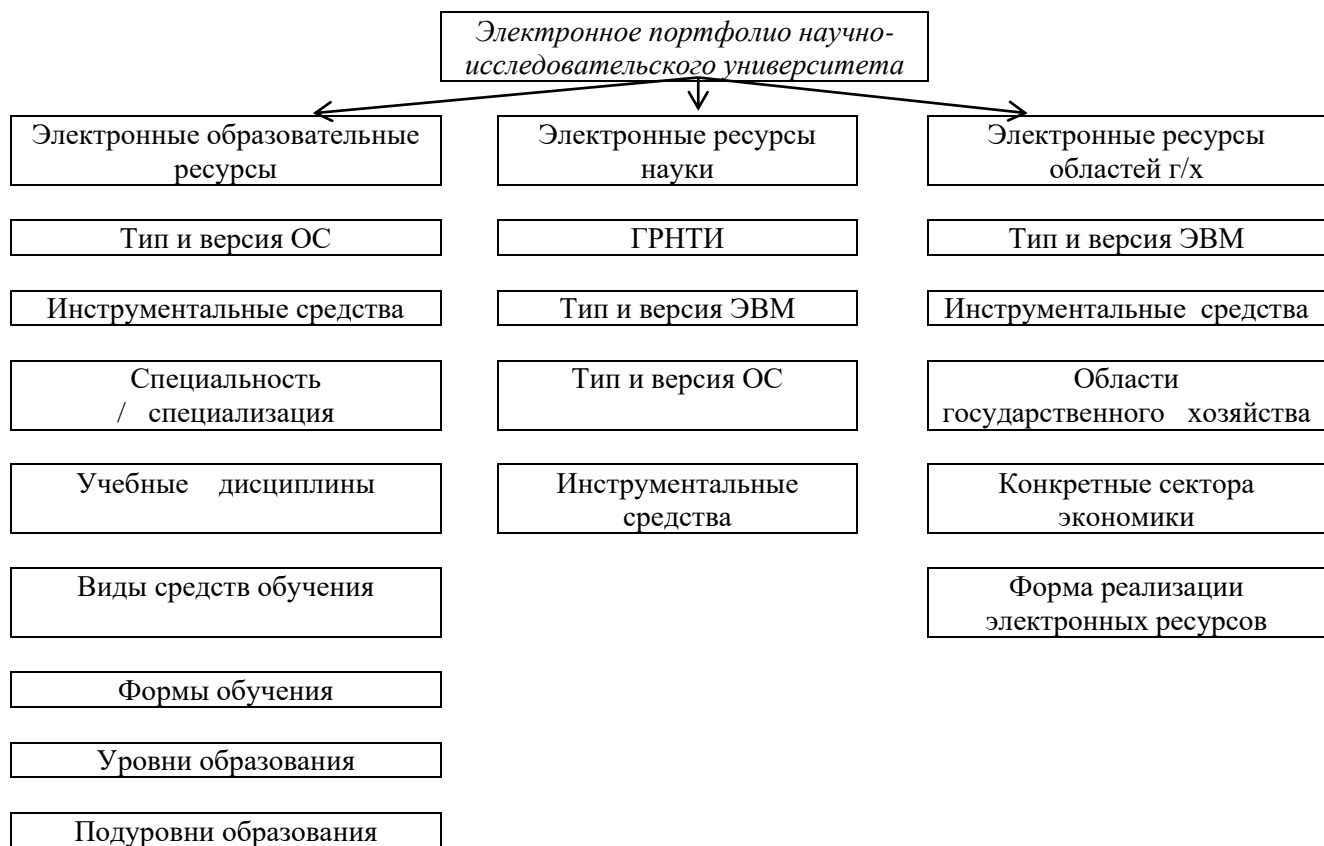 Электронное портфолио научно-
исследовательского университета
Электронные образовательные
ресурсы
Электронные ресурсы
науки
Электронные ресурсы
областей г/х
Тип и версия ОС
ГРНТИ
Тип и версия ЭВМ
Инструментальные средства
Тип и версия ЭВМ
Инструментальные средства
Специальность
/ специализация
Тип и версия ОС
Области
государственного хозяйства
Учебные дисциплины
Инструментальные
средства
Конкретные сектора
экономики
Виды средств обучения
Форма реализации
электронных ресурсов
Формы обучения
Уровни образования
Подуровни образования